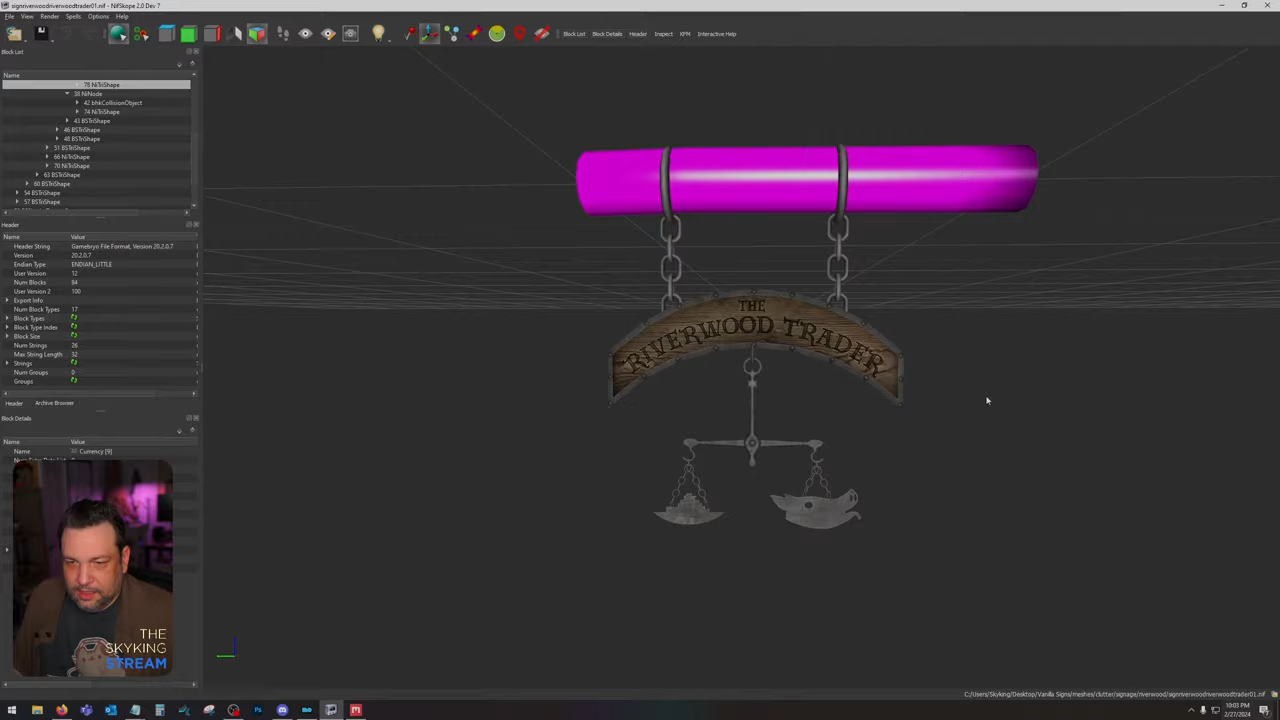 signriverwoodriverwoodtrader01.nif - NifSkope 2.0 Dev 7
File View Render Spells Options Help
Block List Block Details Header Inspect KFM Interactive Help
Block List
Name
75 NiTriShape
38 NiNode
42 bhkCollisionObject
74 NiTriShape
43 BSTriShape
46 BSTriShape
48 BSTriShape
51 BSTriShape
66 NiTriShape
70 NiTriShape
63 BSTriShape
60 BSTriShape
54 BSTriShape
57 BSTriShape
Header
Name Value
Header String Gamebryo File Format, Version 20.2.0.7
Version 20.2.0.7
Endian Type ENDIAN_LITTLE
User Version 12
Num Blocks 84
User Version 2 100
Export Info
Num Block Types 17
Block Types
Block Type Index
Block Size
Num Strings 26
Max String Length 32
Strings
Num Groups 0
Groups
Header Archive Browser
Block Details
Name Value
Name Currency [9]
THE
RIVERWOOD TRADER
THE
SKYKING
STREAM
C:/Users/Skyking/Desktop/Vanilla Signs/meshes/clutter/signage/riverwood/signriverwoodriverwoodtrader01.nif
10:03 PM
2/27/2024